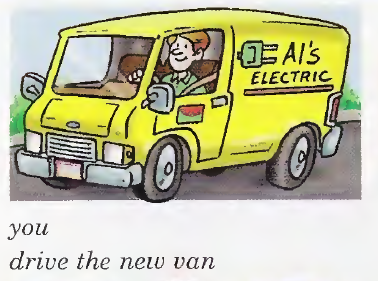 Al's
ELECTRIC
you
drive the new van